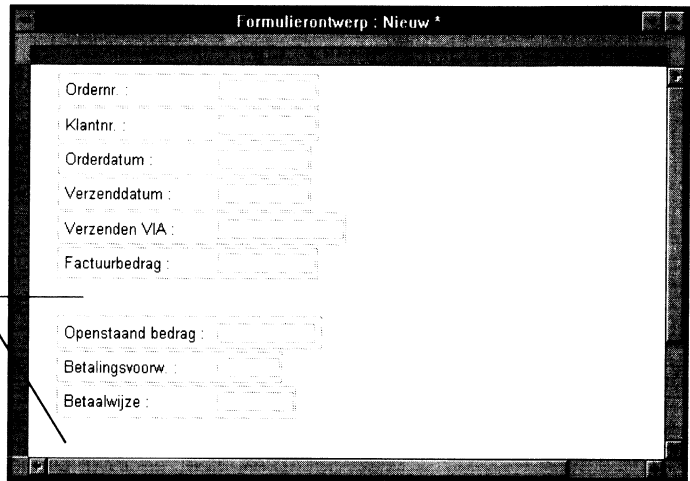 Formulierontwerp : Nieuw *
Ordernr. :
Klantnr. :
Orderdatum :
Verzenddatum :
Verzenden VIA :
Factuurbedrag :
Openstaand bedrag :
Betalingsvoorw. :
Betaalwijze :